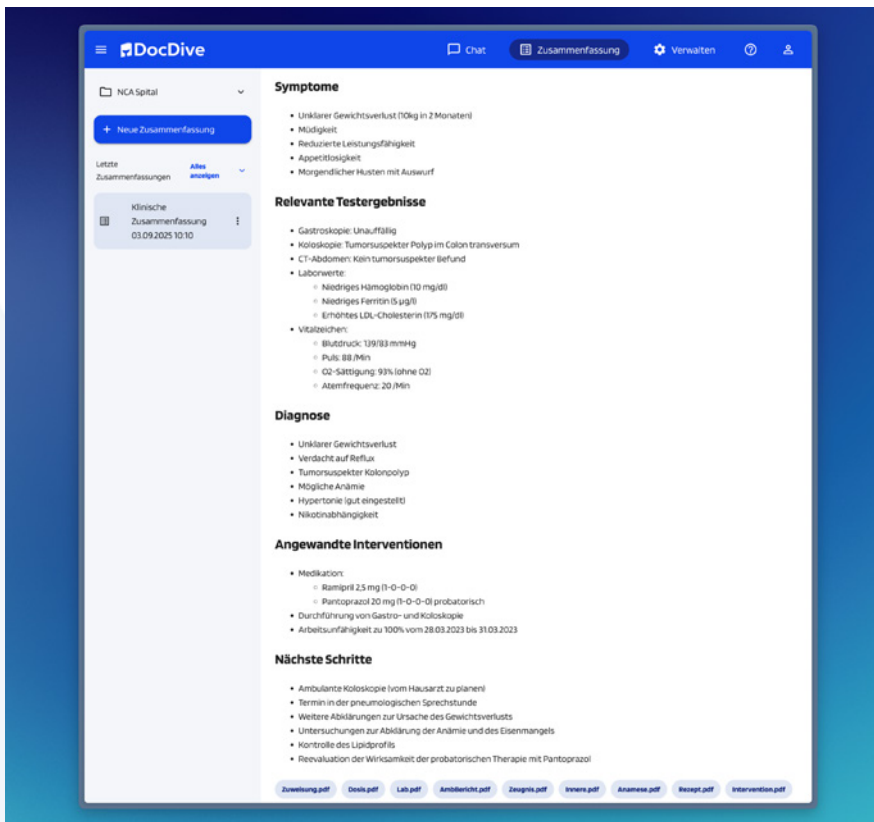 DocDive
Chat
Zusammenfassung
Verwalten
NCA Spital
+ Neue Zusammenfassung
Letzte
Zusammenfassungen
Alles
anzeigen
Klinische
Zusammenfassung
03.09.2025 10:10
Symptome
• Unklarer Gewichtsverlust (10kg in 2 Monaten)
• Müdigkeit
• Reduzierte Leistungsfähigkeit
• Appetitlosigkeit
• Morgendlicher Husten mit Auswurf
Relevante Testergebnisse
• Gastroskopie: Unauffällig
• Koloskopie: Tumorsuspekter Polyp im Colon transversum
• CT-Abdomen: Kein tumorsuspekter Befund
• Laborwerte:
○ Niedriges Hämoglobin (10 mg/dl)
○ Niedriges Ferritin (5 µg/l)
○ Erhöhtes LDL-Cholesterin (175 mg/dl)
• Vitalzeichen:
○ Blutdruck: 139/83 mmHg
○ Puls: 88 /Min
○ O2-Sättigung: 93% (ohne O2)
○ Atemfrequenz: 20 /Min
Diagnose
• Unklarer Gewichtsverlust
• Verdacht auf Reflux
• Tumorsuspekter Kolonpolyp
• Mögliche Anämie
• Hypertonie (gut eingestellt)
• Nikotinabhängigkeit
Angewandte Interventionen
• Medikation:
○ Ramipril 2,5 mg (1-0-0-0)
○ Pantoprazol 20 mg (1-0-0-0) probatorisch
• Durchführung von Gastro- und Koloskopie
• Arbeitsunfähigkeit zu 100% vom 28.03.2023 bis 31.03.2023
Nächste Schritte
• Ambulante Koloskopie (vom Hausarzt zu planen)
• Termin in der pneumologischen Sprechstunde
• Weitere Abklärungen zur Ursache des Gewichtsverlusts
• Untersuchungen zur Abklärung der Anämie und des Eisenmangels
• Kontrolle des Lipidprofils
• Reevaluation der Wirksamkeit der probatorischen Therapie mit Pantoprazol
Zuweisung.pdf Dosis.pdf Lab.pdf AmbBericht.pdf Zeugnis.pdf Innere.pdf Anamese.pdf Rezept.pdf Intervention.pdf